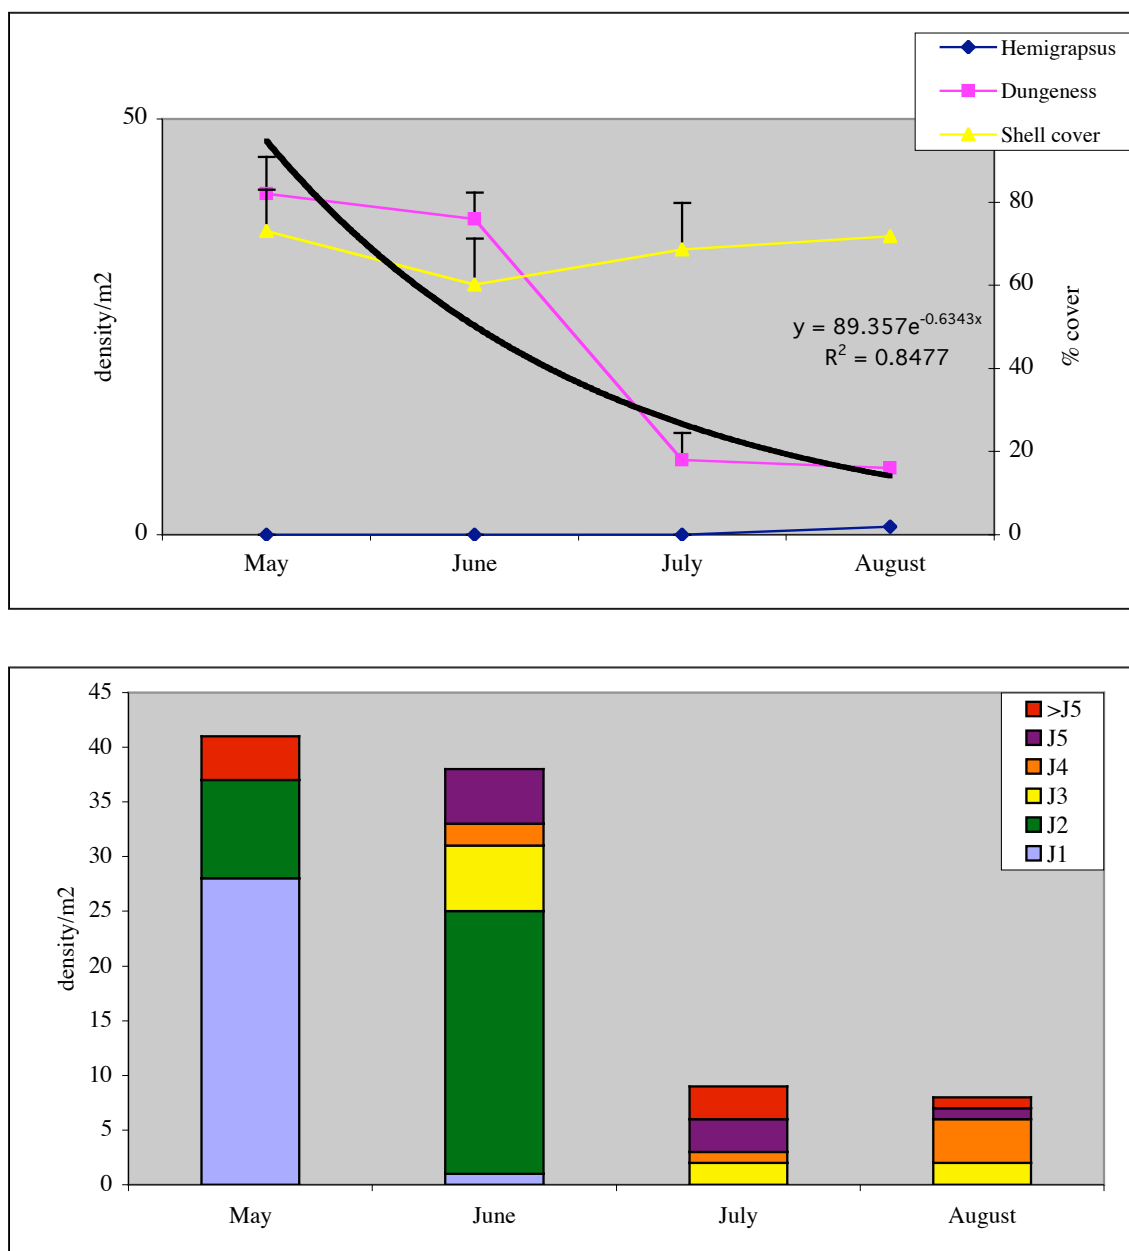 Hemigrapsus
Dungeness
Shell cover
50
0
density/m2
80
60
40
20
0
% cover
y = 89.357e^-0.6343x
R² = 0.8477
May June July August
45
40
35
30
25
20
15
10
5
0
density/m2
>J5
J5
J4
J3
J2
J1
May June July August